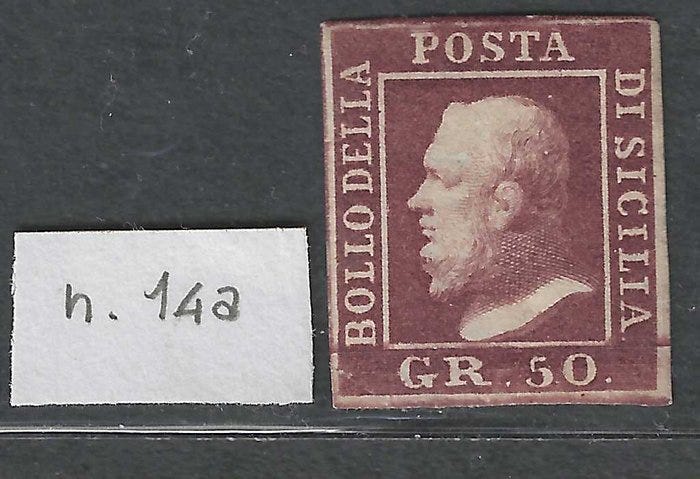 n. 14a
BOLLO DELLA
POSTA
DI SICILIA
GR. 50.